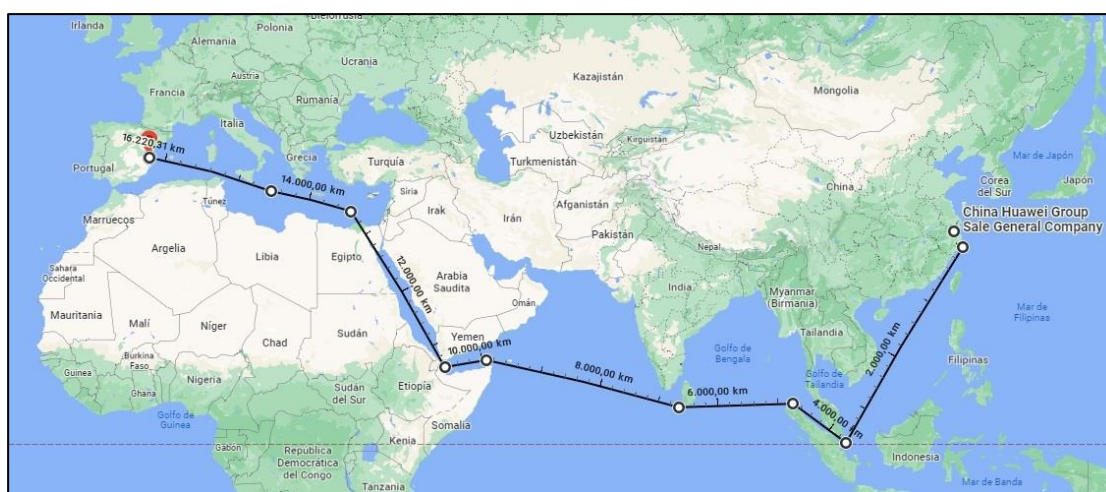 Irlanda
Polonia
Bielorrusia
Alemania
Ucrania
Kazajistán
Mongolia
Austria
Francia
Rumania
Italia
Uzbekistán
Kirguistán
Mar de Japón
16.220,31 km
Portugal
Grecia
Turquía
Turkmenistán
Corea
del Sur
Japón
14.000,00 km
Túnez
Siria
Afganistán
China
Marruecos
Irak
Irán
China Huawei Group
Sale General Company
Argelia
Libia
Egipto
12.000,00 km
Pakistán
Nepal
Sahara
Occidental
Arabia
Saudita
India
Myanmar
(Birmania)
Omán
Mauritania
Malí
Níger
Chad
Sudán
Yemen
10.000,00 km
Tailandia
Mar de
Filipinas
Burkina
Faso
Guinea
Nigeria
Ghana
Etiopía
8.000,00 km
Golfo de
Bengala
Golfo de
Tailandia
2.000,00 km
Filipinas
Sudán
del Sur
6.000,00 km
4.000,00 km
Golfo de
Guinea
Somalia
Gabón
Kenia
República
Democrática
del Congo
Indonesia
Tanzania
Mar de Banda